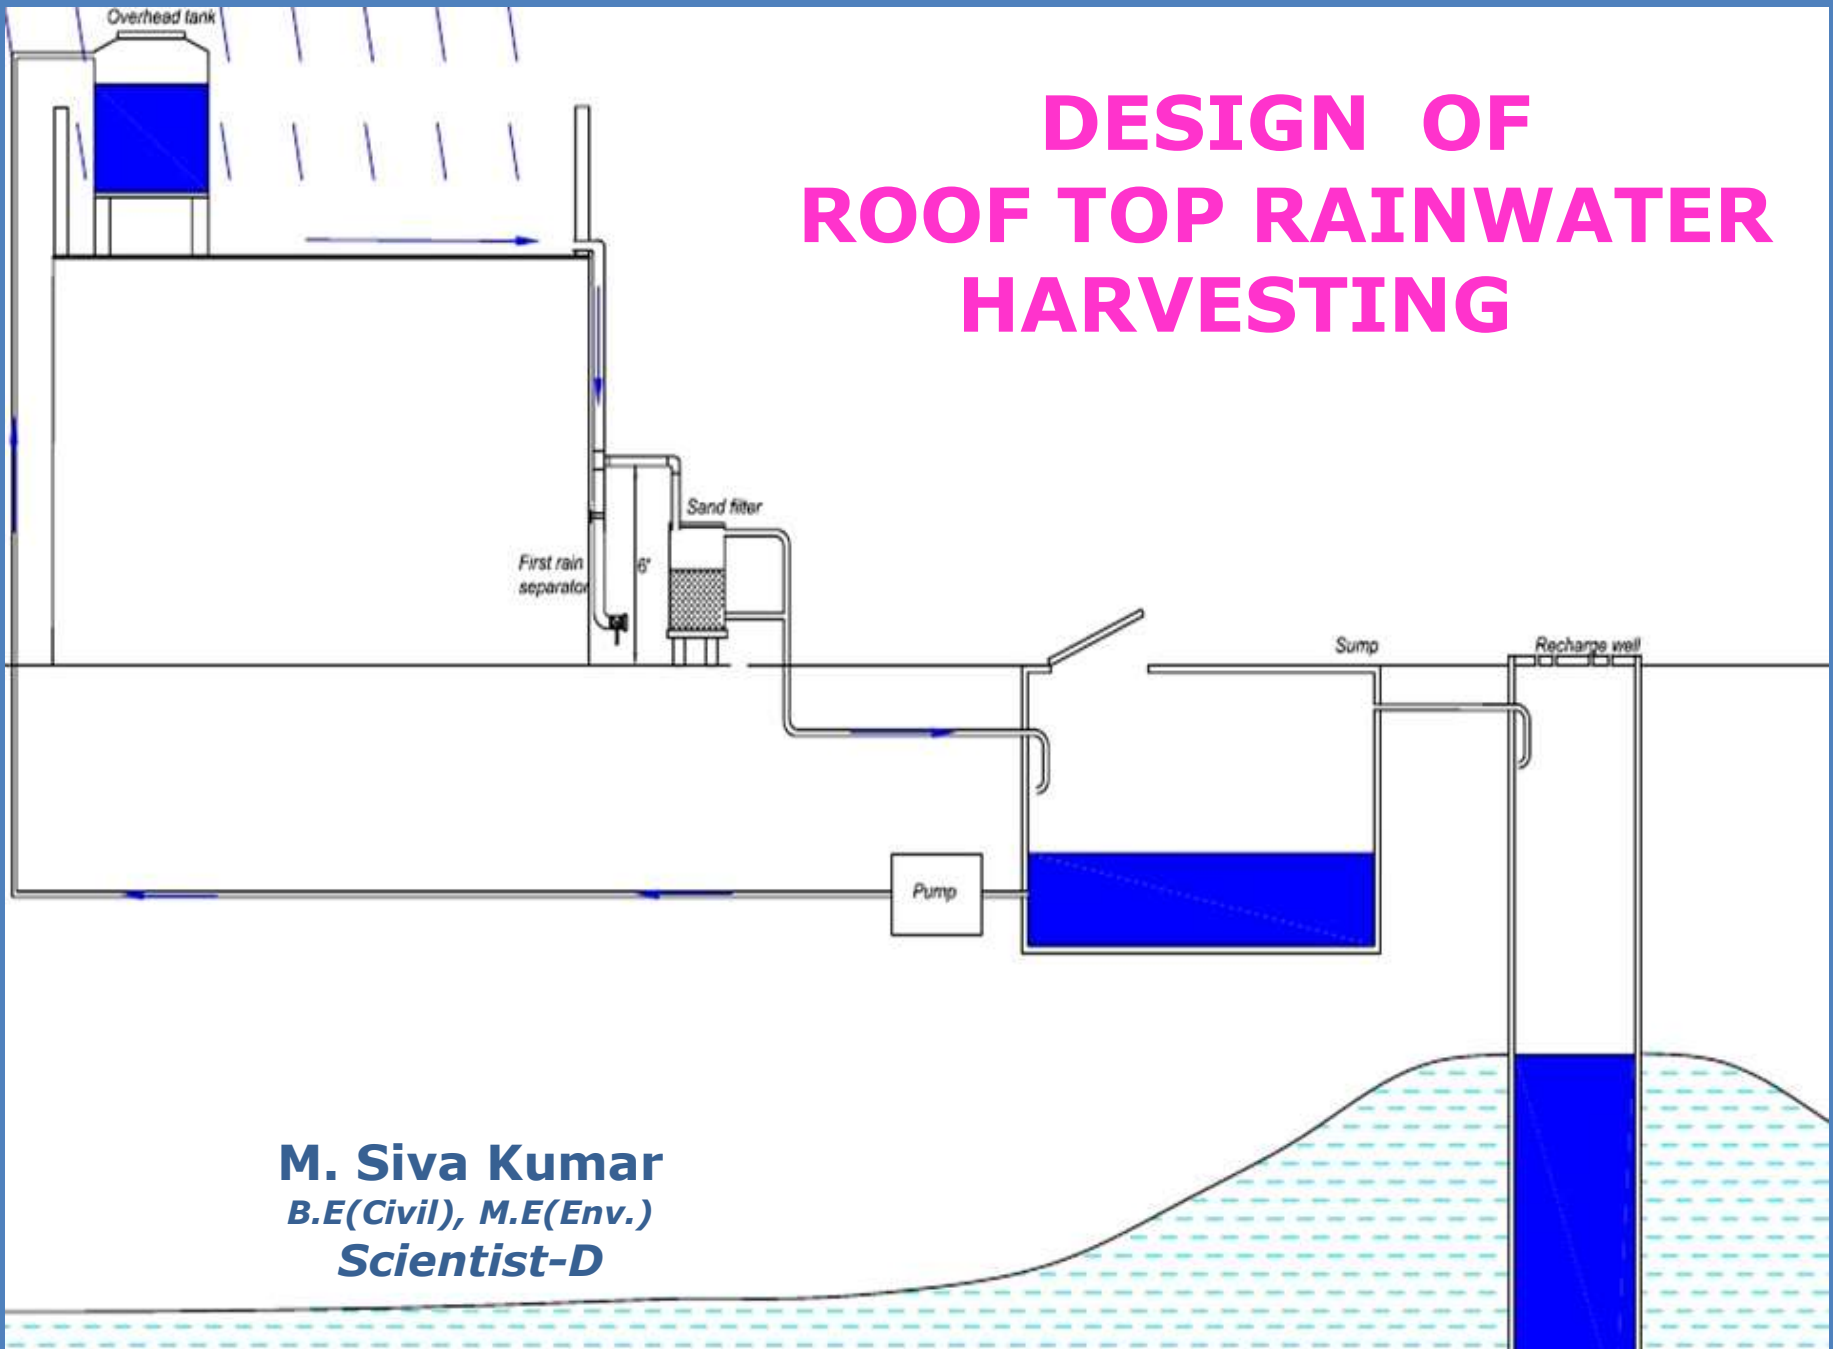 Overhead tank
DESIGN OF
ROOF TOP RAINWATER
HARVESTING
Sand filter
First rain
separator
6'
Sump
Recharge well
Pump
M. Siva Kumar
B.E(Civil), M.E(Env.)
Scientist-D